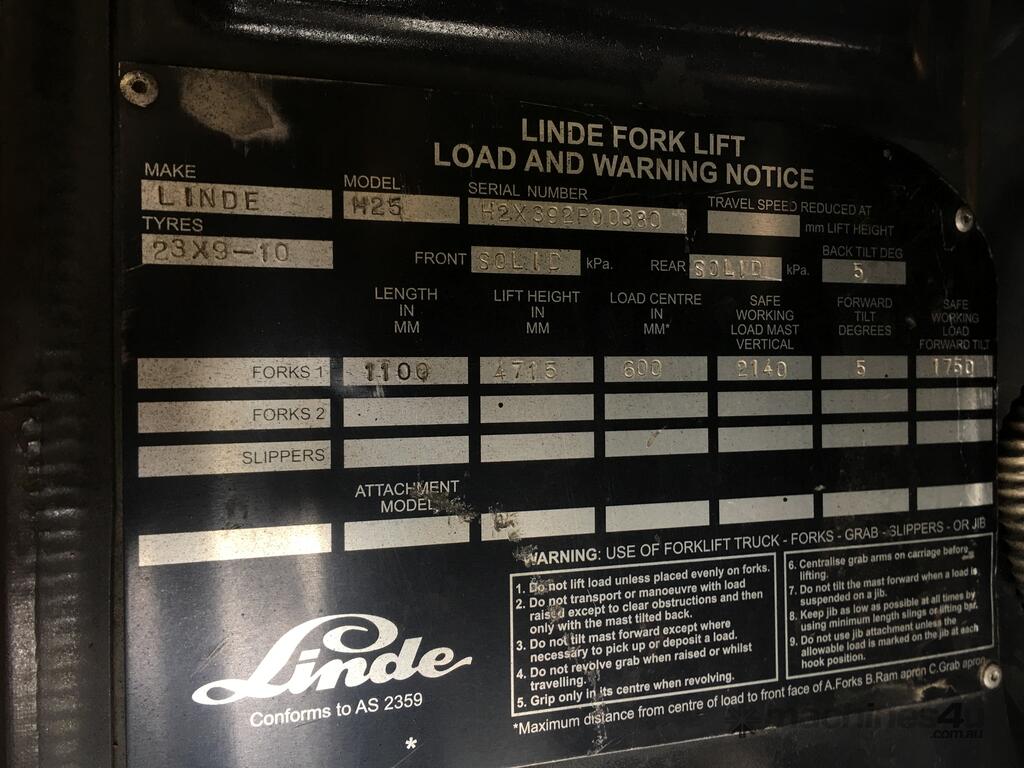 LINDE FORK LIFT
LOAD AND WARNING NOTICE
MAKE
LINDE
MODEL
H25
SERIAL NUMBER
H2X392P00380
TRAVEL SPEED REDUCED AT
mm LIFT HEIGHT
TYRES
23X9-10
FRONT SOLID kPa.
REAR SOLID kPa.
BACK TILT DEG
5
LENGTH IN MM
LIFT HEIGHT IN MM
LOAD CENTRE IN MM*
SAFE WORKING LOAD MAST VERTICAL
FORWARD TILT DEGREES
SAFE WORKING LOAD FORWARD TILT
FORKS 1 1100 4715 600 2140 5 1750
FORKS 2
SLIPPERS
ATTACHMENT
MODEL
WARNING: USE OF FORKLIFT TRUCK - FORKS - GRAB - SLIPPERS - OR JIB
1. Do not lift load unless placed evenly on forks.
2. Do not transport or manoeuvre with load
raised except to clear obstructions and then
only with the mast tilted back.
3. Do not tilt mast forward except where
necessary to pick up or deposit a load.
4. Do not revolve grab when raised or whilst
travelling.
5. Grip only in its centre when revolving.
6. Centralise grab arms on carriage before
lifting.
7. Do not tilt the mast forward when a load is
suspended on a jib.
8. Keep jib as low as possible at all times by
using minimum length slings or lifting bar.
9. Do not use jib attachment unless the
allowable load is marked on the jib at each
hook position.
*Maximum distance from centre of load to front face of A.Forks B.Ram apron C.Grab apron
Linde
Conforms to AS 2359
*
machines4u
.com.au